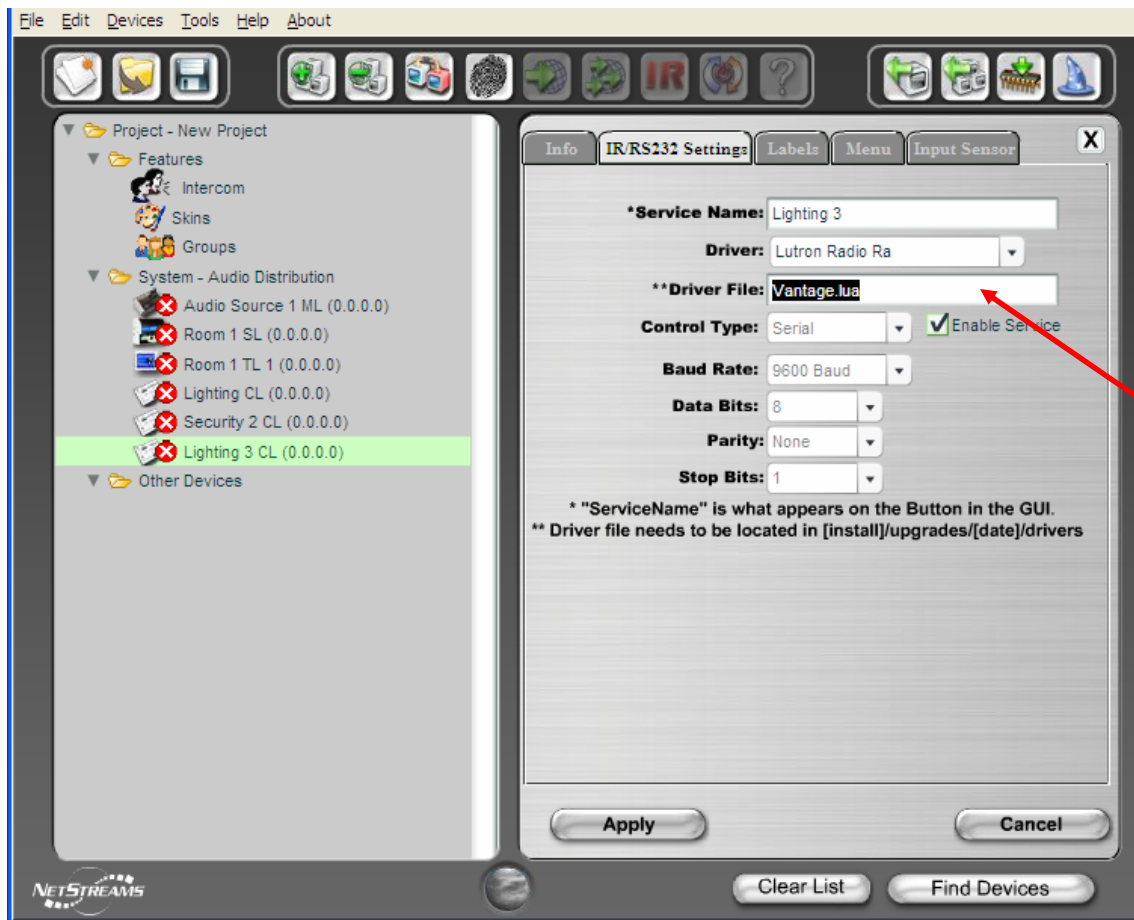 File Edit Devices Tools Help About
IR ?
Project - New Project
Features
Intercom
Skins
Groups
System - Audio Distribution
Audio Source 1 ML (0.0.0.0)
Room 1 SL (0.0.0.0)
Room 1 TL 1 (0.0.0.0)
Lighting CL (0.0.0.0)
Security 2 CL (0.0.0.0)
Lighting 3 CL (0.0.0.0)
Other Devices
Info IR/RS232 Settings Labels Menu Input Sensor X
*Service Name: Lighting 3
Driver: Lutron Radio Ra
**Driver File: Vantage.lua
Control Type: Serial Enable Service
Baud Rate: 9600 Baud
Data Bits: 8
Parity: None
Stop Bits: 1
* "ServiceName" is what appears on the Button in the GUI.
** Driver file needs to be located in [install]/upgrades/[date]/drivers
Apply Cancel
NETSTREAMS Clear List Find Devices